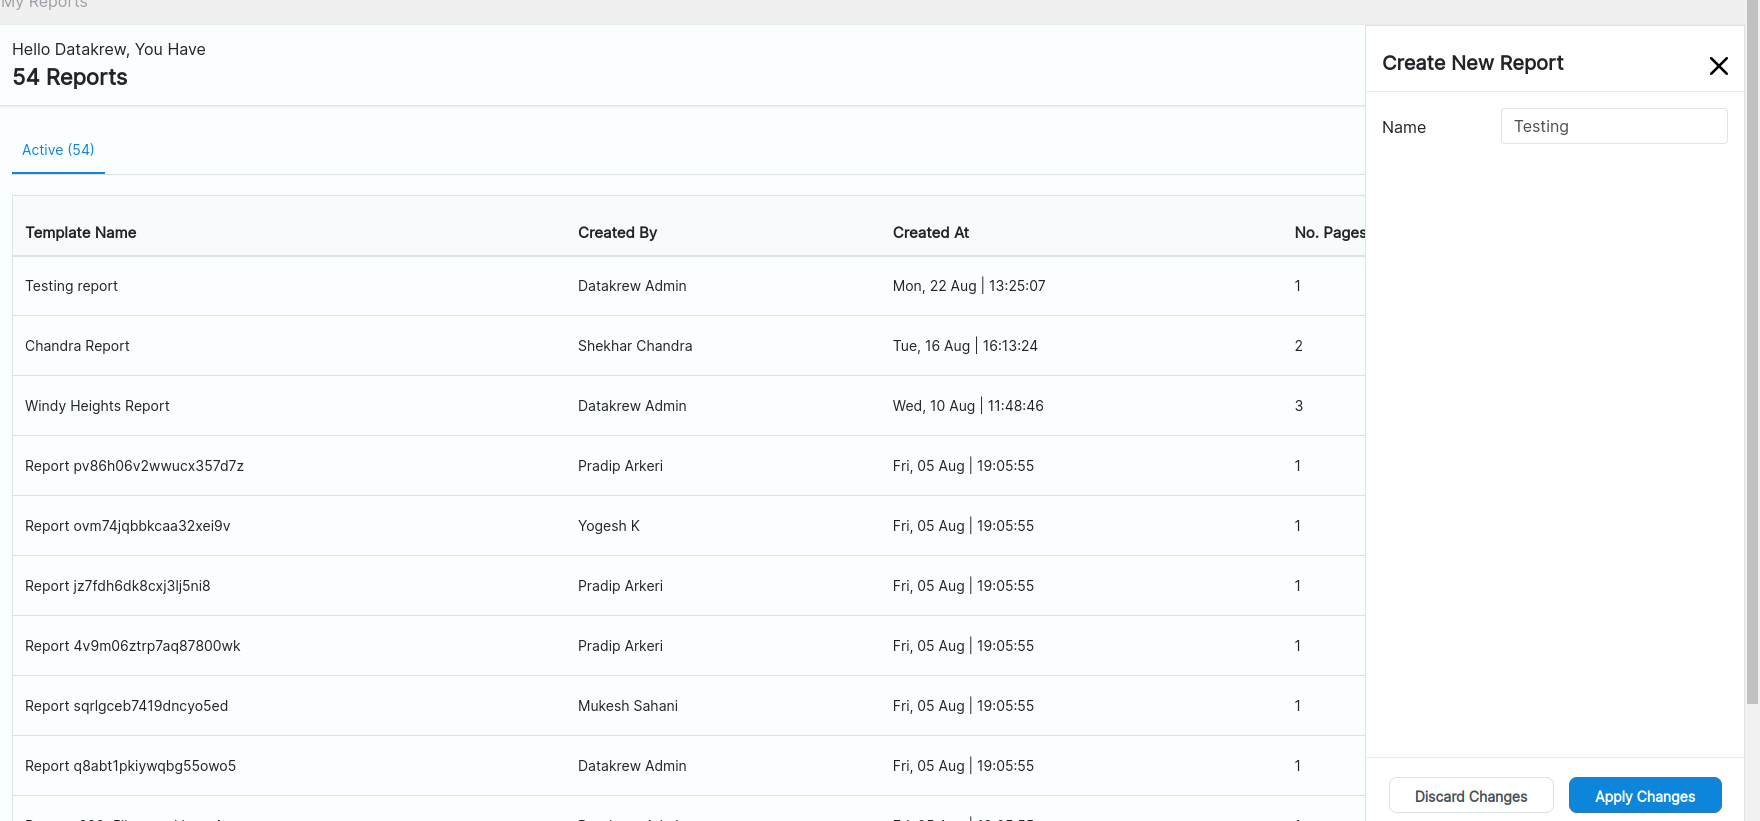 My Reports
Hello Datakrew, You Have
54 Reports
Active (54)
Template Name Created By Created At No. Pages
Testing report Datakrew Admin Mon, 22 Aug | 13:25:07 1
Chandra Report Shekhar Chandra Tue, 16 Aug | 16:13:24 2
Windy Heights Report Datakrew Admin Wed, 10 Aug | 11:48:46 3
Report pv86h06v2wwucx357d7z Pradip Arkeri Fri, 05 Aug | 19:05:55 1
Report ovm74jqbbkcaa32xei9v Yogesh K Fri, 05 Aug | 19:05:55 1
Report jz7fdh6dk8cxj3lj5ni8 Pradip Arkeri Fri, 05 Aug | 19:05:55 1
Report 4v9m06ztrp7aq87800wk Pradip Arkeri Fri, 05 Aug | 19:05:55 1
Report sqrlgceb7419dncyo5ed Mukesh Sahani Fri, 05 Aug | 19:05:55 1
Report q8abt1pkiywqbg55owo5 Datakrew Admin Fri, 05 Aug | 19:05:55 1
Create New Report
Name Testing
Discard Changes Apply Changes